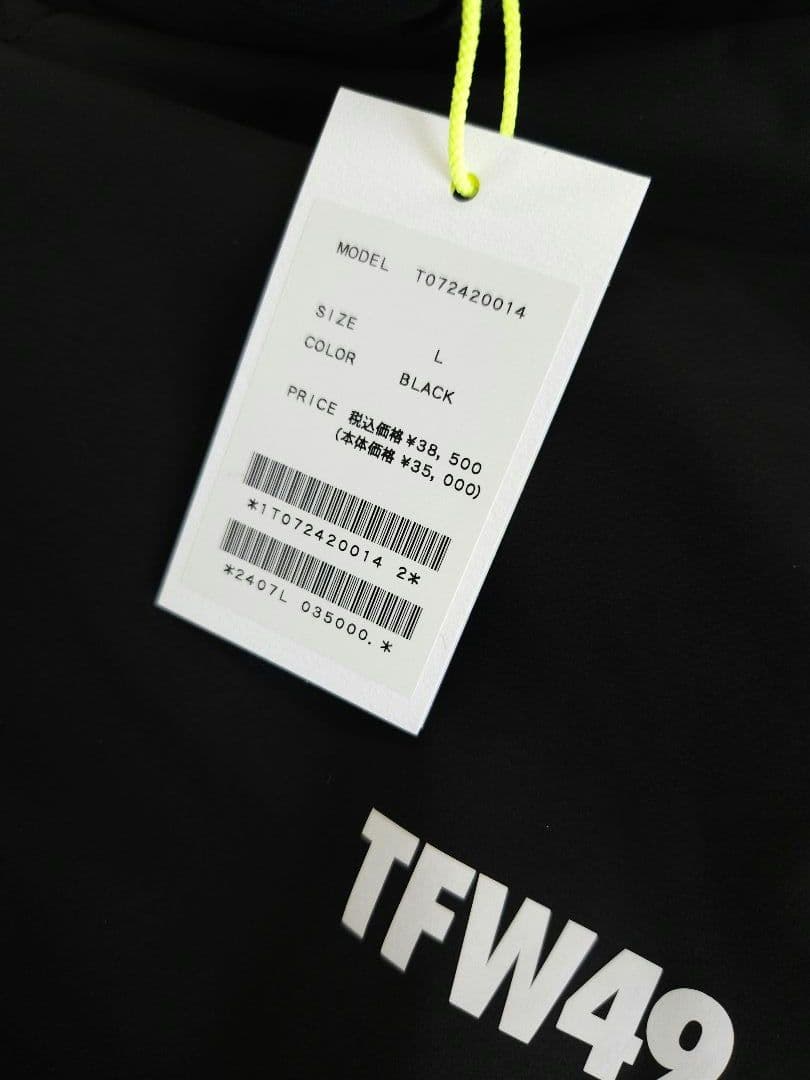 MODEL T072420014
SIZE L
COLOR BLACK
PRICE 税込価格 ¥38,500
(本体価格 ¥35,000)
*1T072420014 2*
*2407L 035000.*
TFW49